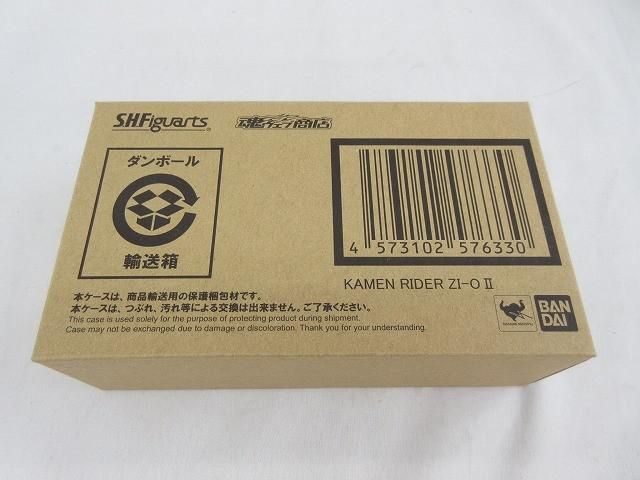 S.H.Figuarts
魂ウェブ商店
ダンボール
輸送箱
4 573102 576330
KAMEN RIDER ZI-O II
本ケースは、商品輸送用の保護梱包材です。
本ケースは、つぶれ、汚れ等による交換は出来ません。ご了承ください。
This case is used solely for the purpose of protecting product during shipment.
Case may not be exchanged due to damage or discoloration. Thank you for your understanding.
BAN
DAI